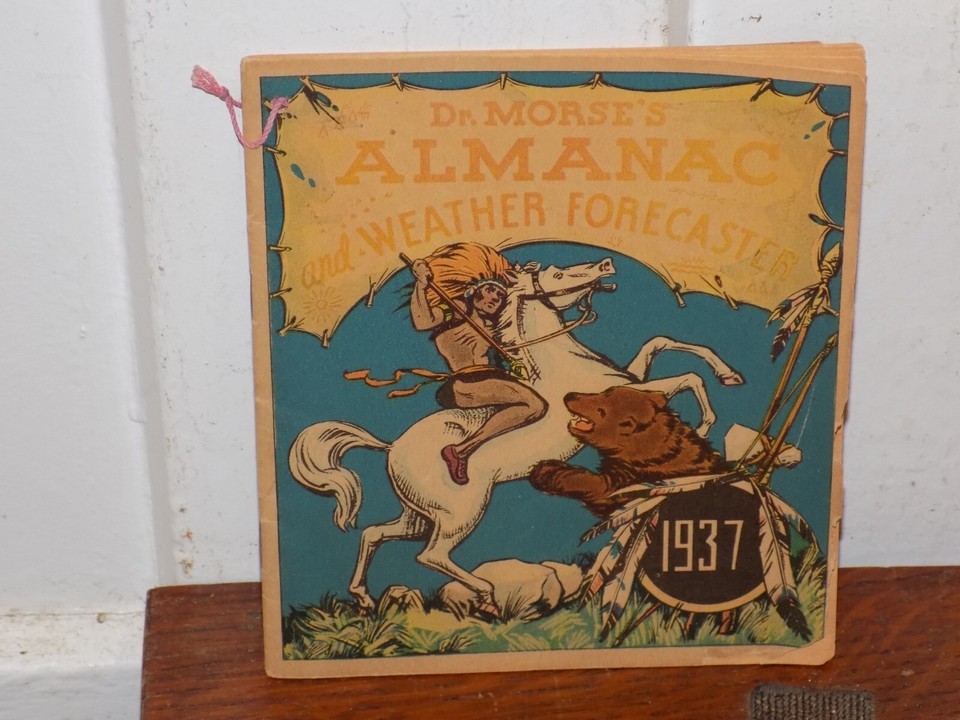 Dr. MORSE'S
ALMANAC
and WEATHER FORECASTER
1937